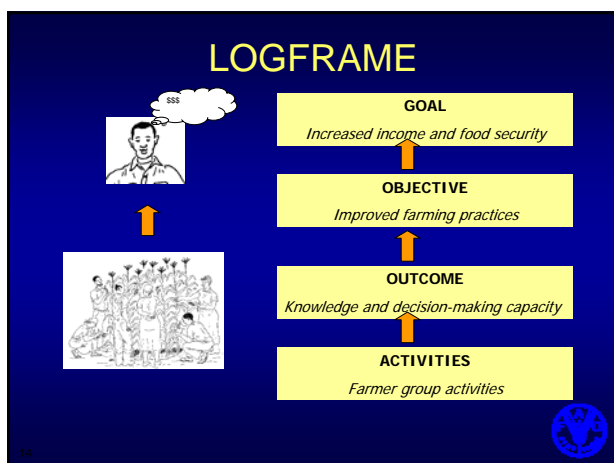 LOGFRAME
$$$
GOAL
Increased income and food security
OBJECTIVE
Improved farming practices
OUTCOME
Knowledge and decision-making capacity
ACTIVITIES
Farmer group activities